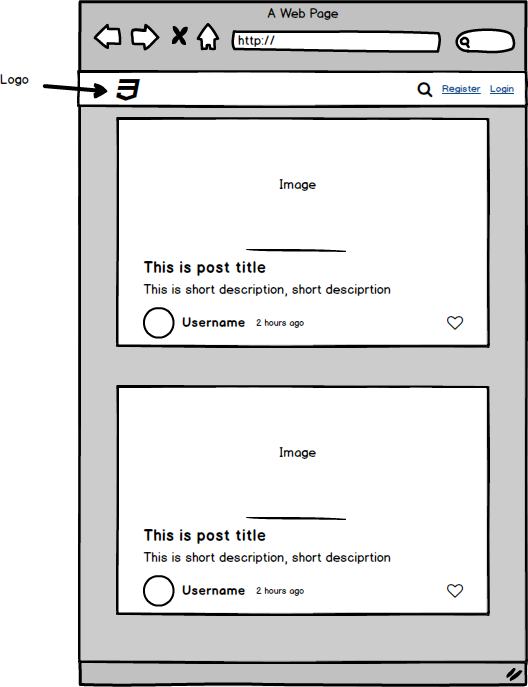 A Web Page
http://
Logo
Register Login
Image
This is post title
This is short description, short desciprtion
Username 2 hours ago
Image
This is post title
This is short description, short desciprtion
Username 2 hours ago